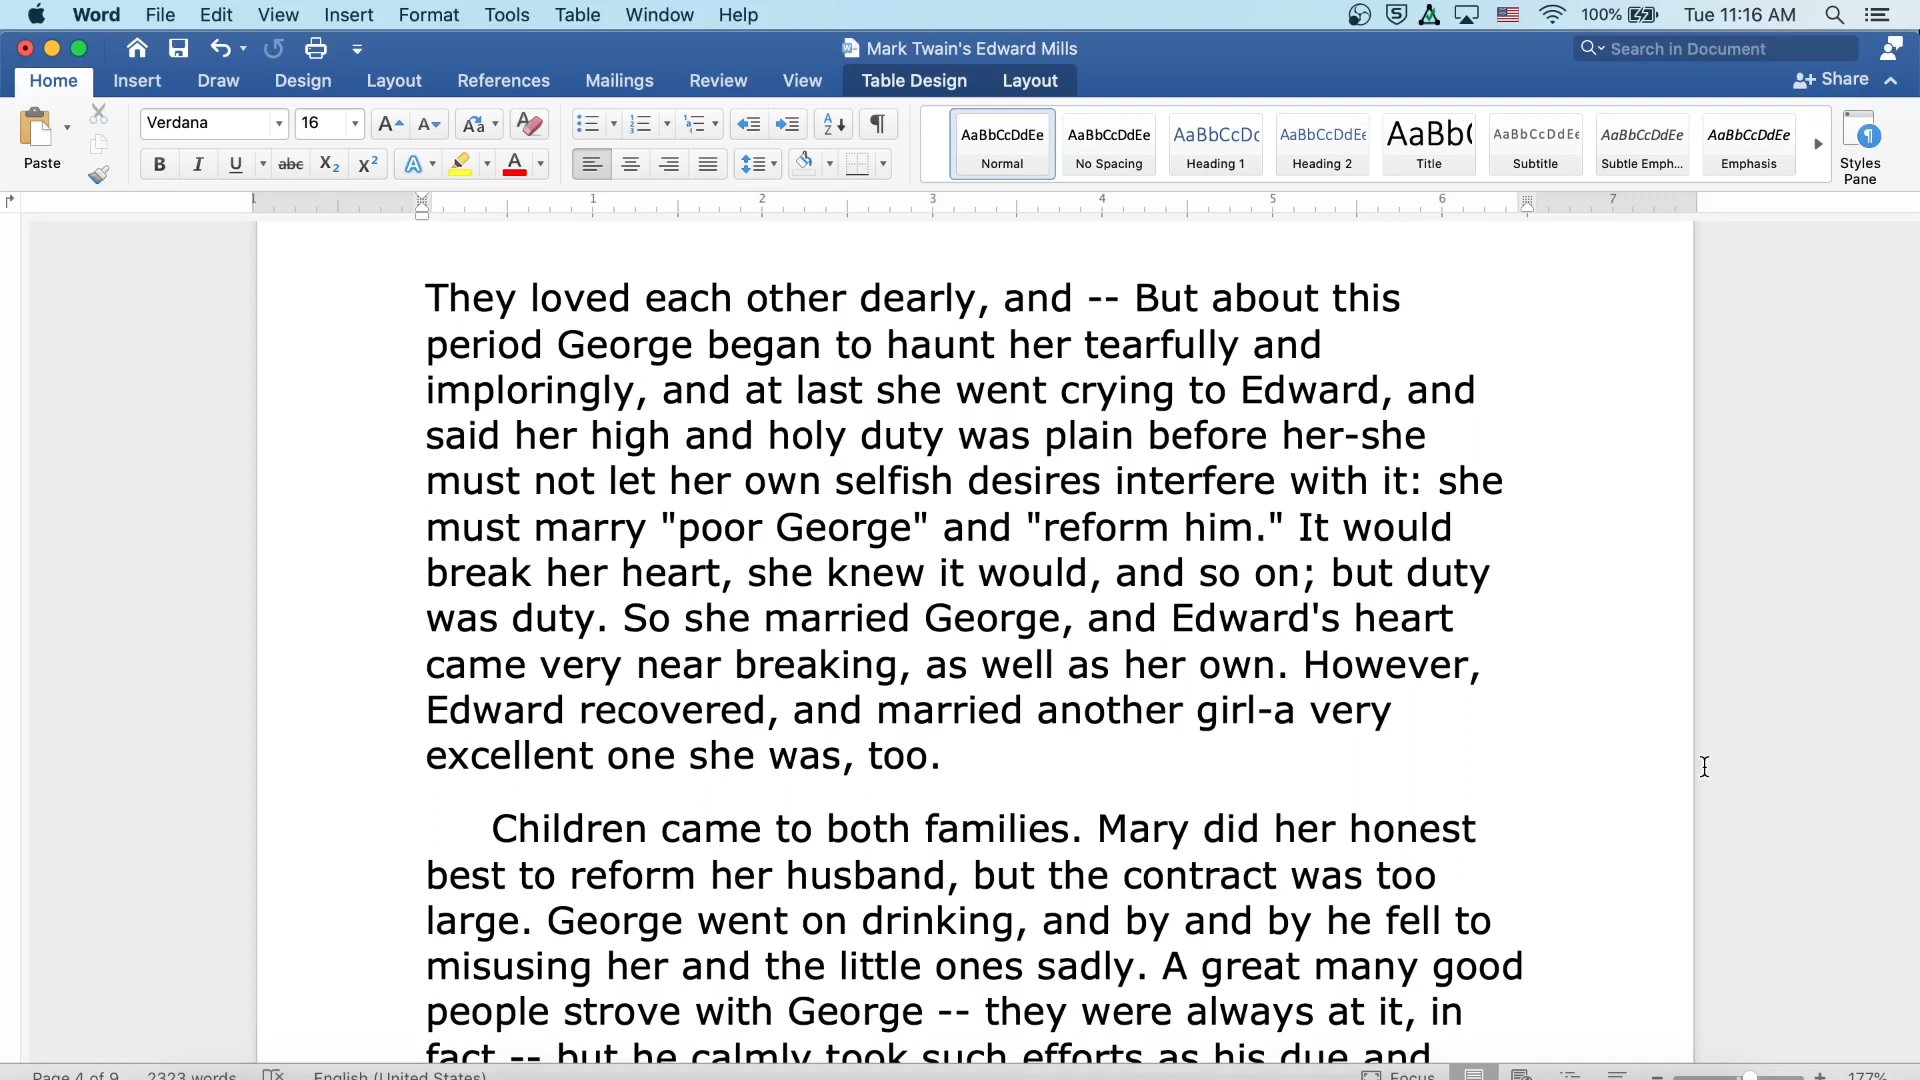 Word File Edit View Insert Format Tools Table Window Help 100% Tue 11:16 AM
Mark Twain's Edward Mills Search in Document
Home Insert Draw Design Layout References Mailings Review View Table Design Layout Share
Verdana 16 AaBbCcDdEe AaBbCcDdEe AaBbCcDc AaBbCcDdEe AaBb( AaBbCcDdEe AaBbCcDdEe AaBbCcDdEe
Paste B I U abc X2 X2 A A Normal No Spacing Heading 1 Heading 2 Title Subtitle Subtle Emph... Emphasis Styles Pane
1 1 2 3 4 5 6 7
They loved each other dearly, and -- But about this
period George began to haunt her tearfully and
imploringly, and at last she went crying to Edward, and
said her high and holy duty was plain before her-she
must not let her own selfish desires interfere with it: she
must marry "poor George" and "reform him." It would
break her heart, she knew it would, and so on; but duty
was duty. So she married George, and Edward's heart
came very near breaking, as well as her own. However,
Edward recovered, and married another girl-a very
excellent one she was, too.
Children came to both families. Mary did her honest
best to reform her husband, but the contract was too
large. George went on drinking, and by and by he fell to
misusing her and the little ones sadly. A great many good
people strove with George -- they were always at it, in
fact -- but he calmly took such efforts as his due and
Page 4 of 9 2323 words English (United States) Focus 177%